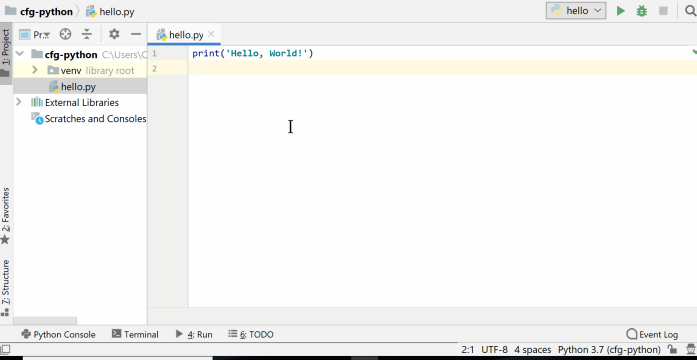 cfg-python hello.py hello
1: Project
Pr...
hello.py
cfg-python C:\Users\C
venv library root
hello.py
External Libraries
Scratches and Consoles
1 print('Hello, World!')
2
2: Favorites
7: Structure
Python Console Terminal 4: Run 6: TODO Event Log
2:1 UTF-8 4 spaces Python 3.7 (cfg-python)